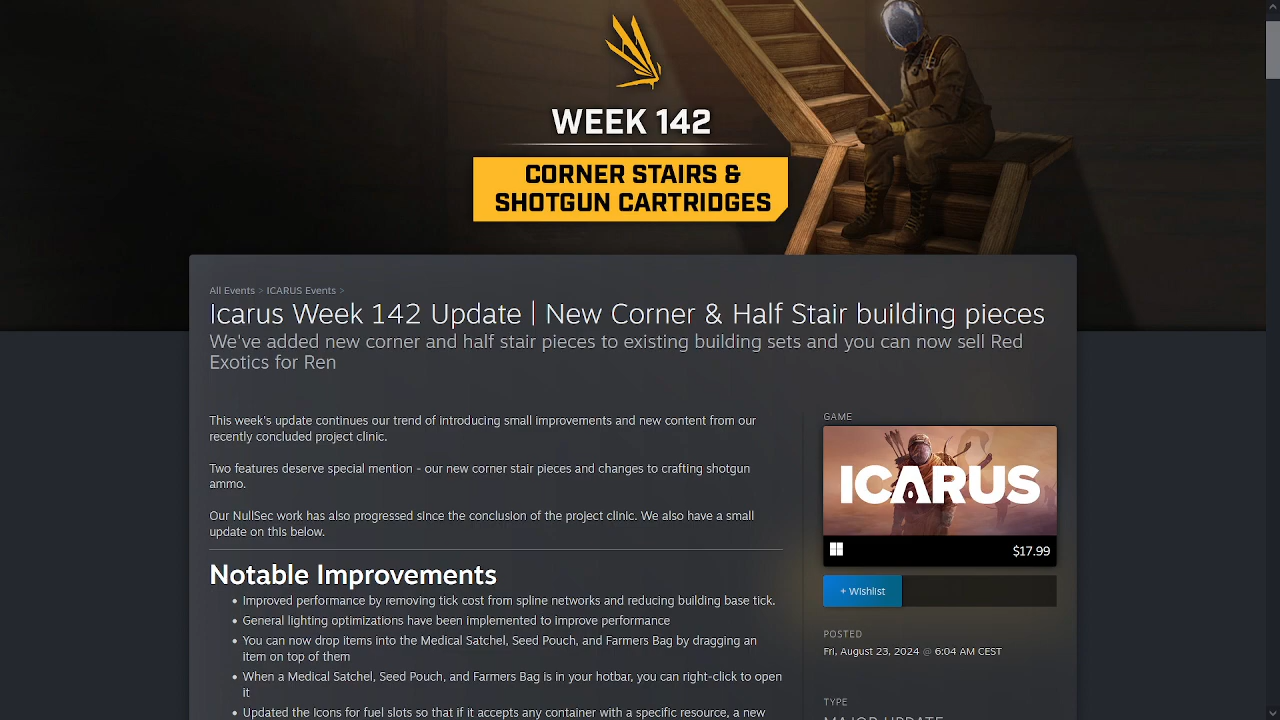 WEEK 142
CORNER STAIRS &
SHOTGUN CARTRIDGES
All Events > ICARUS Events >
Icarus Week 142 Update | New Corner & Half Stair building pieces
We've added new corner and half stair pieces to existing building sets and you can now sell Red
Exotics for Ren
This week's update continues our trend of introducing small improvements and new content from our
recently concluded project clinic.
Two features deserve special mention - our new corner stair pieces and changes to crafting shotgun
ammo.
Our NullSec work has also progressed since the conclusion of the project clinic. We also have a small
update on this below.
Notable Improvements
• Improved performance by removing tick cost from spline networks and reducing building base tick.
• General lighting optimizations have been implemented to improve performance
• You can now drop items into the Medical Satchel, Seed Pouch, and Farmers Bag by dragging an
item on top of them
• When a Medical Satchel, Seed Pouch, and Farmers Bag is in your hotbar, you can right-click to open
it
• Updated the Icons for fuel slots so that if it accepts any container with a specific resource, a new
GAME
ICARUS
$17.99
+ Wishlist
POSTED
Fri, August 23, 2024 @ 6:04 AM CEST
TYPE
MAJOR UPDATE